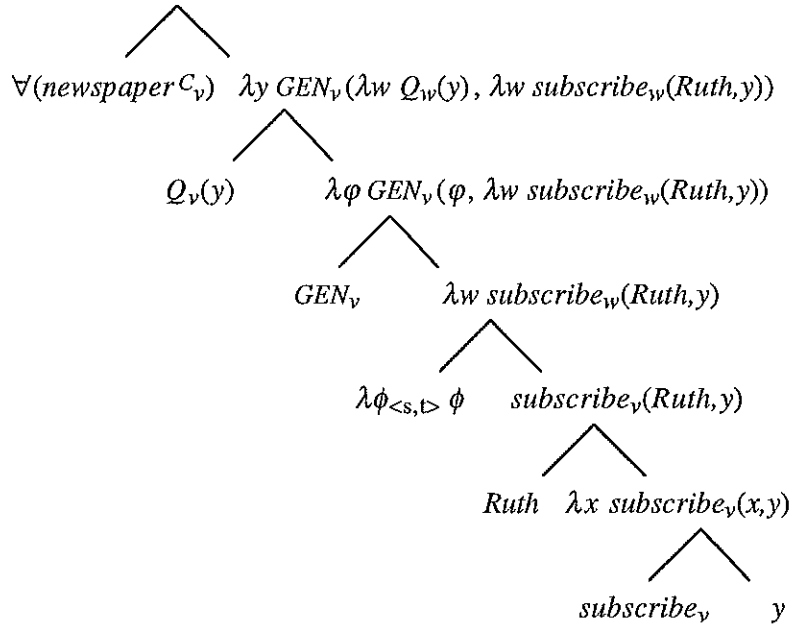 ∀(newspaper C_v) λy GEN_v(λw Q_w(y), λw subscribe_w(Ruth,y))
Q_v(y) λφ GEN_v(φ, λw subscribe_w(Ruth,y))
GEN_v λw subscribe_w(Ruth,y)
λϕ_<s,t> ϕ subscribe_v(Ruth,y)
Ruth λx subscribe_v(x,y)
subscribe_v y